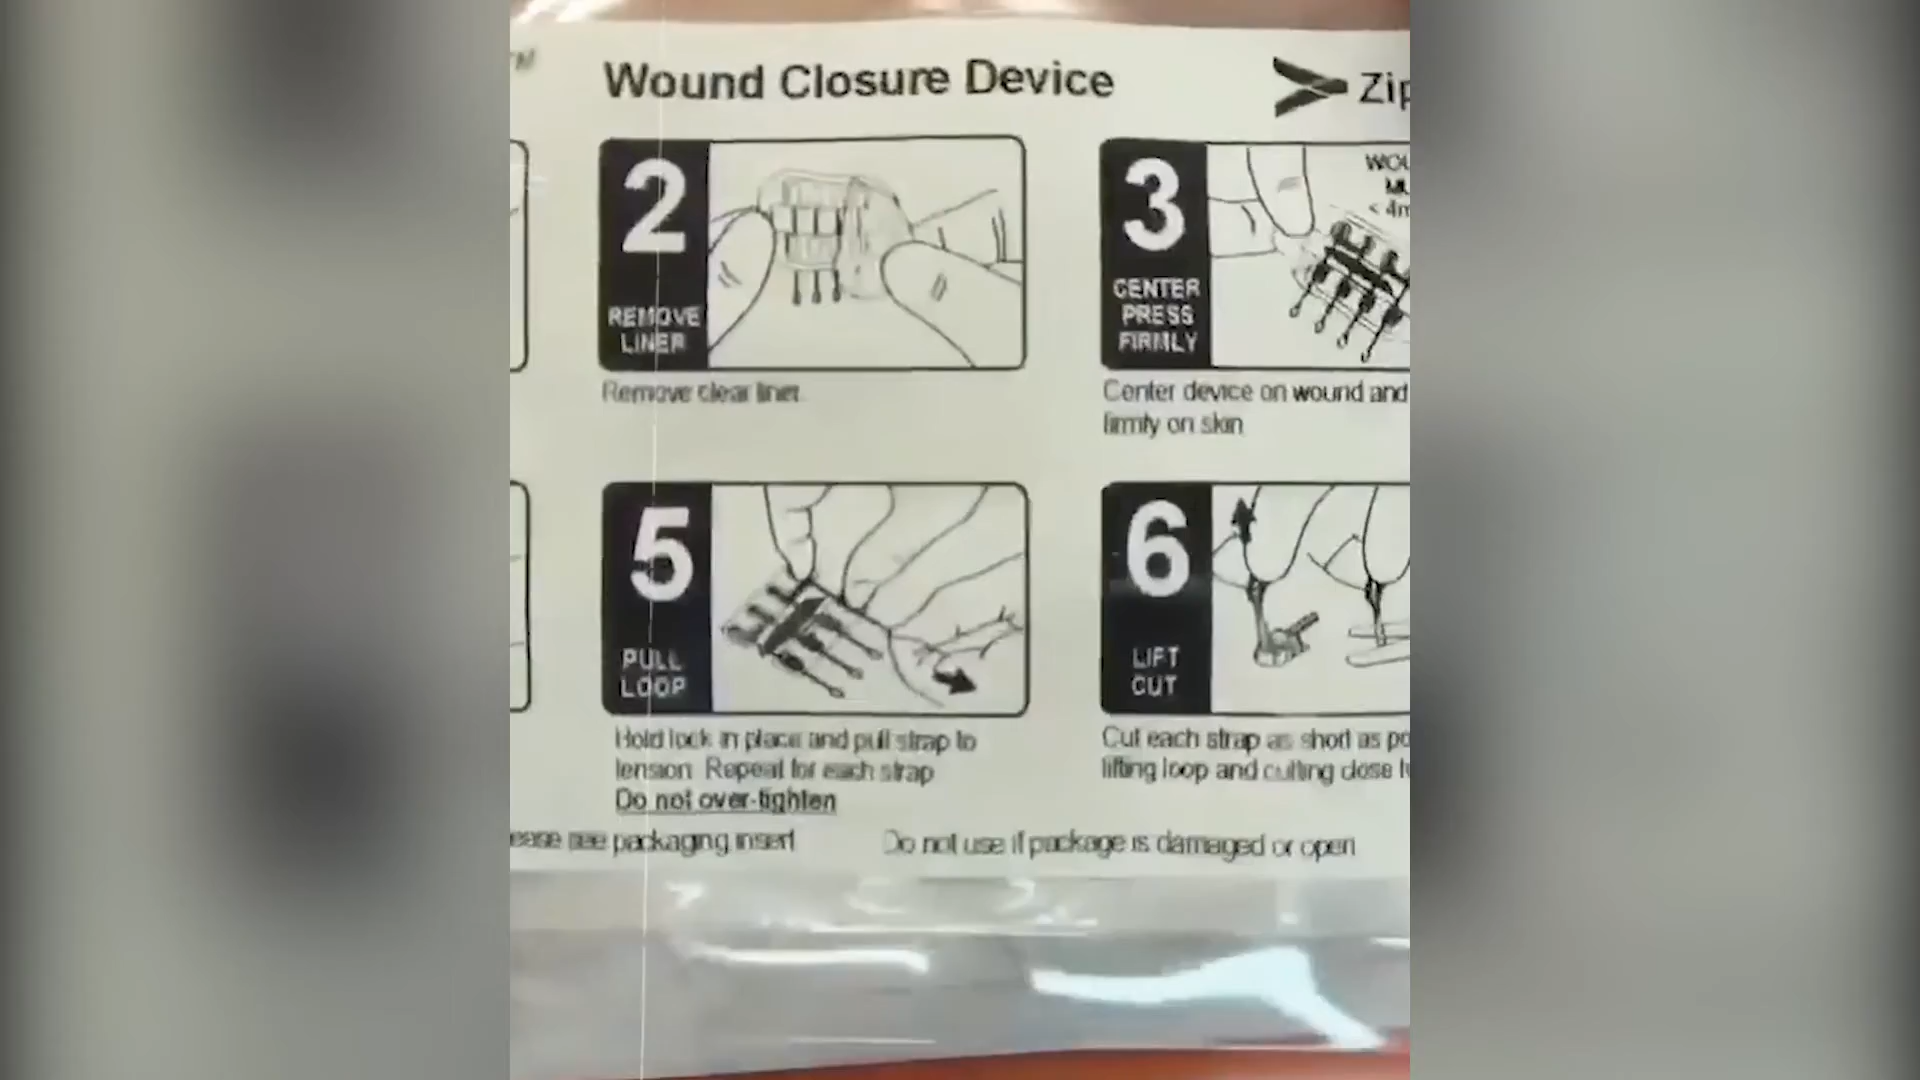 TM
Wound Closure Device
Zip
2
REMOVE
LINER
Remove clear liner.
3
CENTER
PRESS
FIRMLY
< 4m
Center device on wound and
firmly on skin
5
PULL
LOOP
Hold lock in place and pull strap to
tension. Repeat for each strap
Do not over-tighten
6
LIFT
CUT
Cut each strap as short as po
lifting loop and cutting close t
ease see packaging insert
Do not use if package is damaged or open